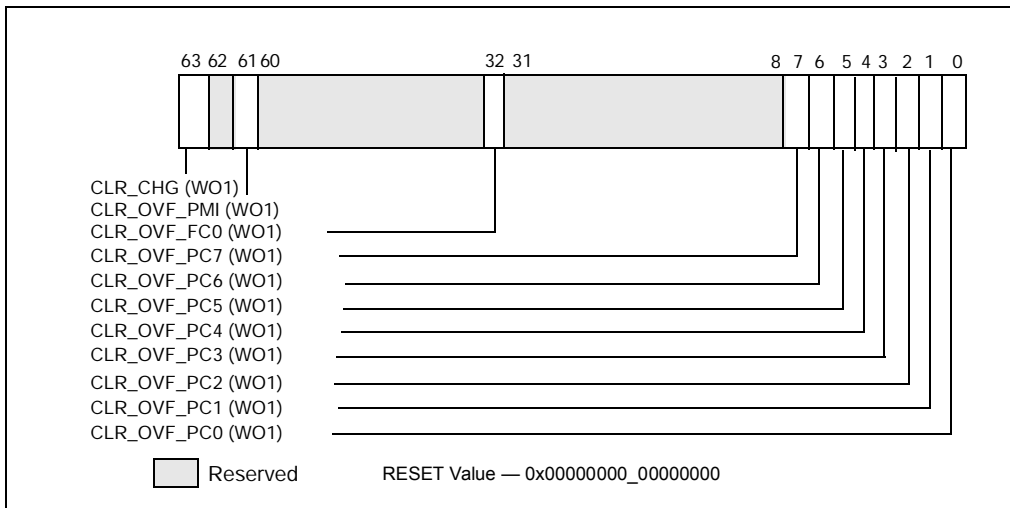 63 62 61 60 32 31 8 7 6 5 4 3 2 1 0
CLR_CHG (WO1)
CLR_OVF_PMI (WO1)
CLR_OVF_FC0 (WO1)
CLR_OVF_PC7 (WO1)
CLR_OVF_PC6 (WO1)
CLR_OVF_PC5 (WO1)
CLR_OVF_PC4 (WO1)
CLR_OVF_PC3 (WO1)
CLR_OVF_PC2 (WO1)
CLR_OVF_PC1 (WO1)
CLR_OVF_PC0 (WO1)
Reserved RESET Value — 0x00000000_00000000